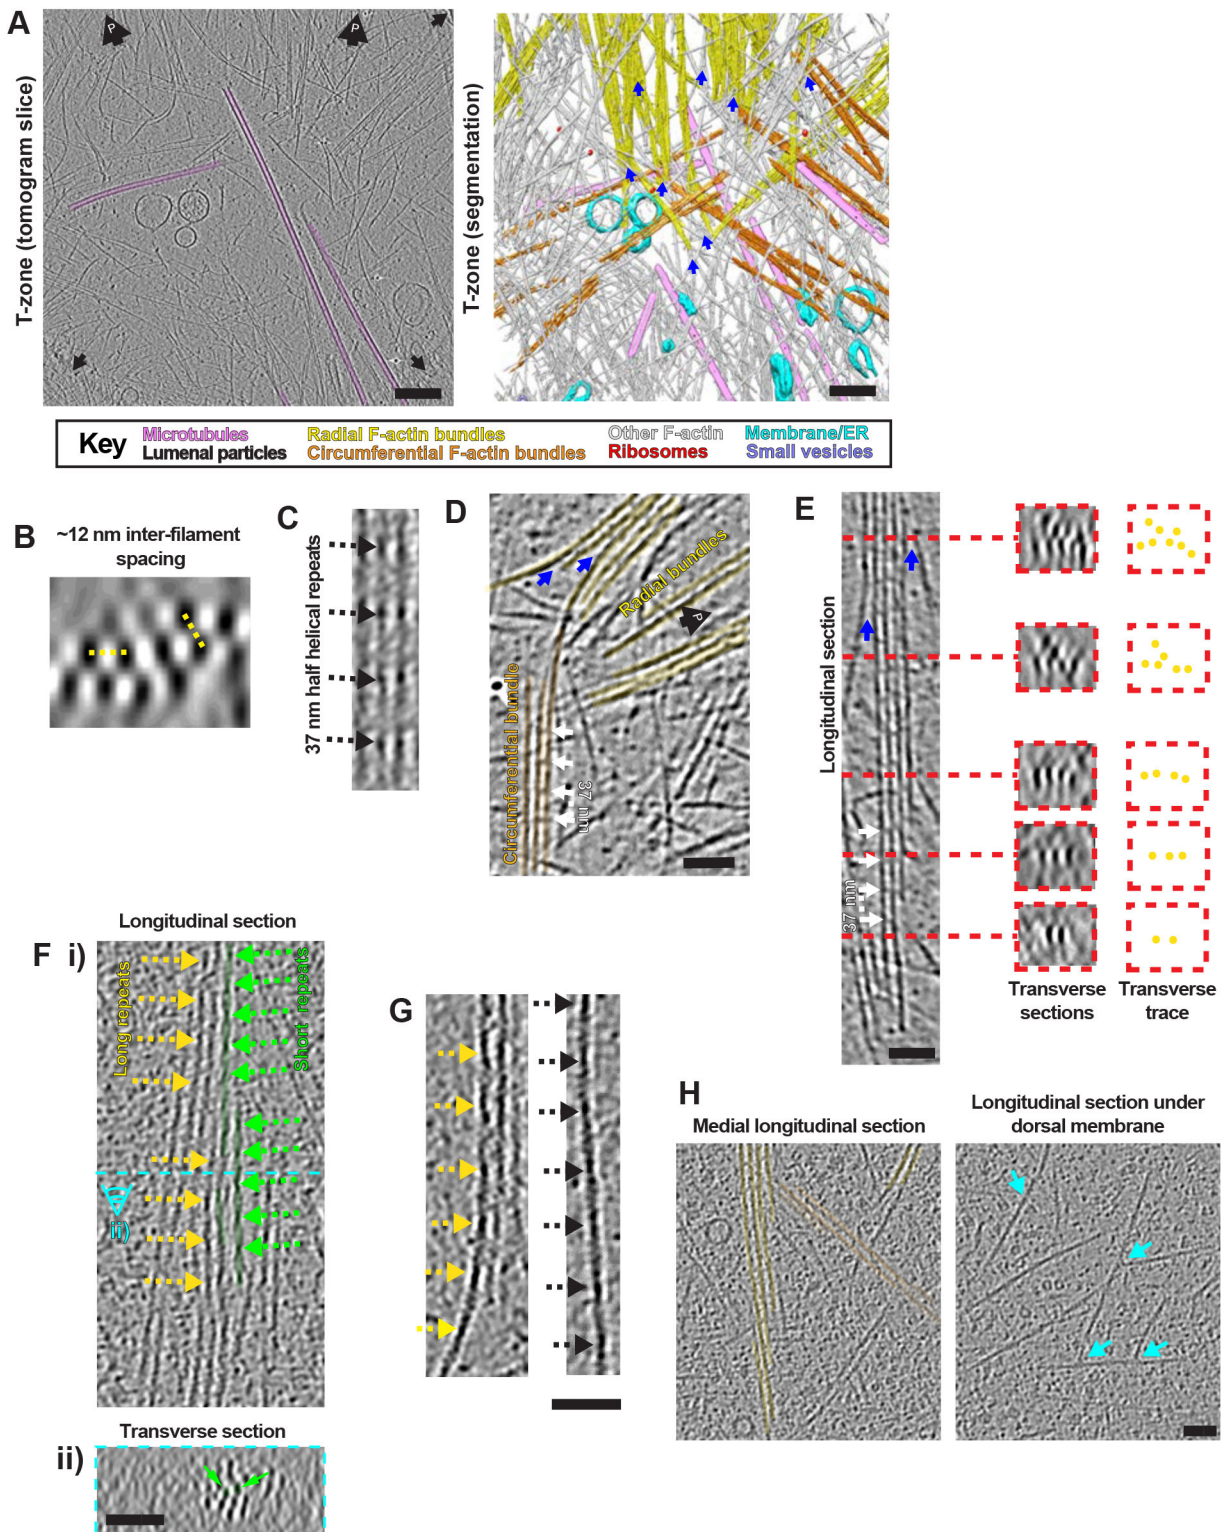 A
T-zone (tomogram slice)
P
P
T-zone (segmentation)
Key
Microtubules
Radial F-actin bundles
Other F-actin
Membrane/ER
Lumenal particles
Circumferential F-actin bundles
Ribosomes
Small vesicles
B
~12 nm inter-filament
spacing
C
37 nm half helical repeats
D
Radial bundles
P
Circumferential bundle
37 nm
E
Longitudinal section
37 nm
Transverse
sections
Transverse
trace
F
i)
Longitudinal section
Long repeats
Short repeats
ii)
ii)
Transverse section
G
H
Medial longitudinal section
Longitudinal section under
dorsal membrane